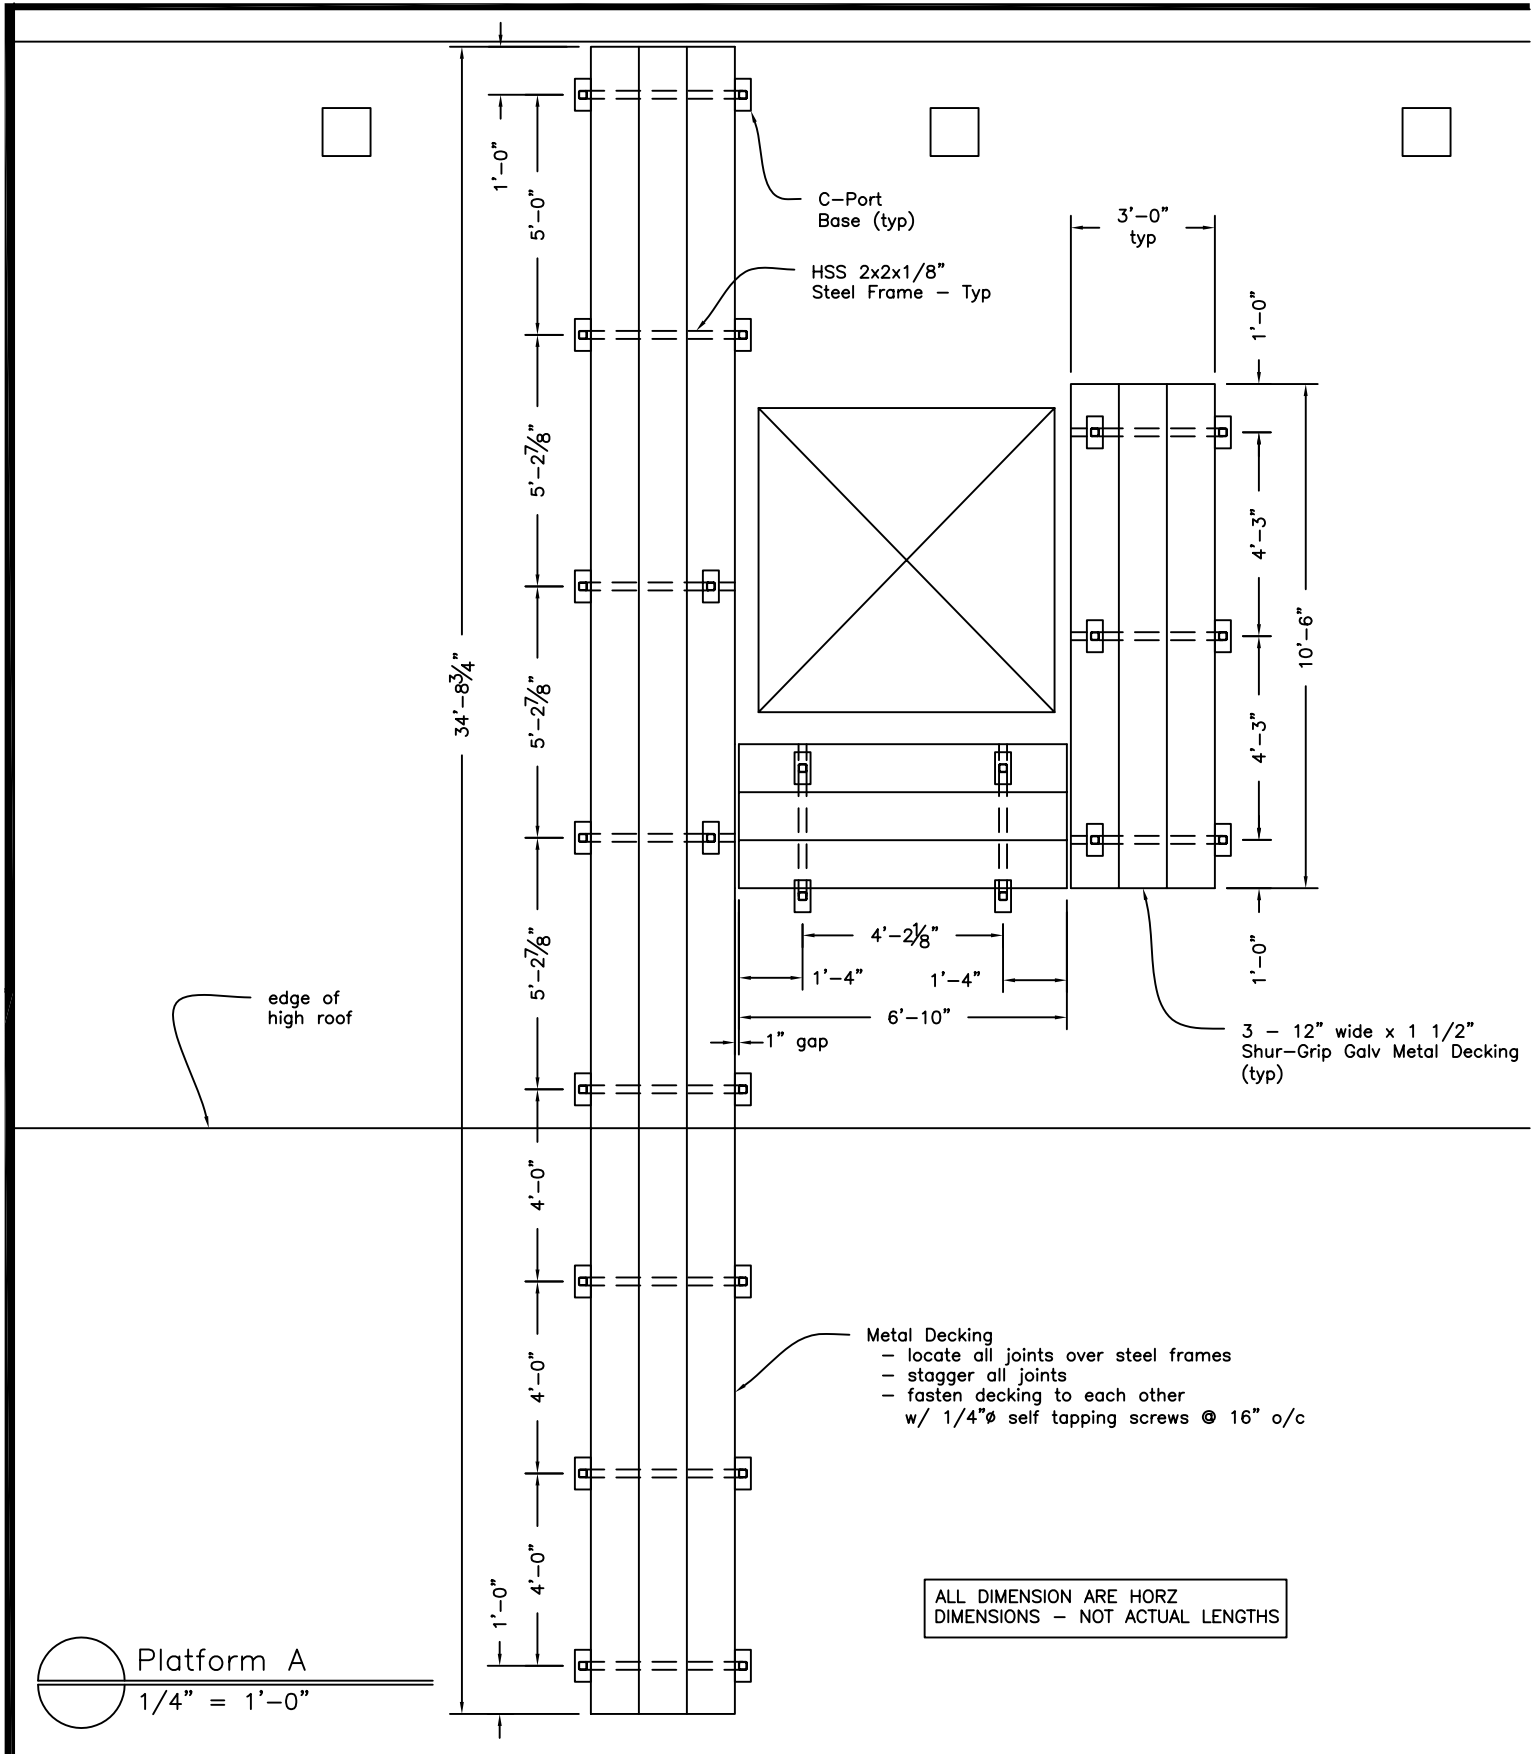 1'-0"
5'-0"
5'-2⅞"
5'-2⅞"
5'-2⅞"
4'-0"
4'-0"
4'-0"
1'-0"
34'-8¾"
C-Port
Base (typ)
HSS 2x2x1/8"
Steel Frame - Typ
3'-0"
typ
1'-0"
4'-3"
4'-3"
10'-6"
1'-0"
4'-2⅛"
1'-4"
1'-4"
6'-10"
1" gap
edge of
high roof
3 - 12" wide x 1 1/2"
Shur-Grip Galv Metal Decking
(typ)
Metal Decking
- locate all joints over steel frames
- stagger all joints
- fasten decking to each other
w/ 1/4"ø self tapping screws @ 16" o/c
ALL DIMENSION ARE HORZ
DIMENSIONS - NOT ACTUAL LENGTHS
Platform A
1/4" = 1'-0"